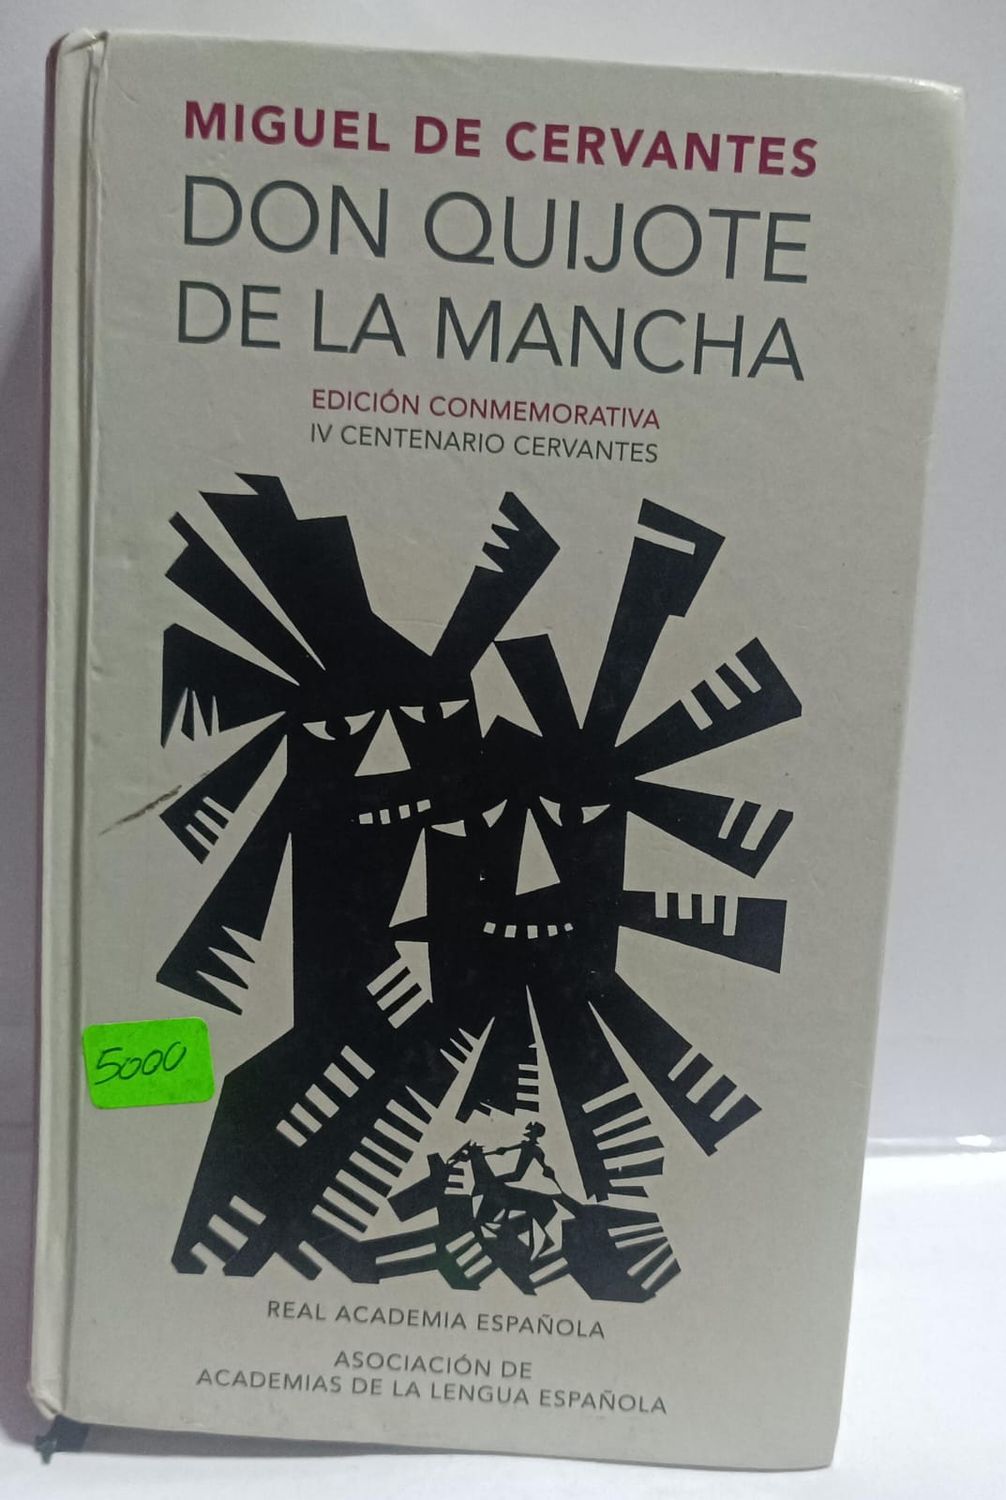 MIGUEL DE CERVANTES
DON QUIJOTE
DE LA MANCHA
EDICIÓN CONMEMORATIVA
IV CENTENARIO CERVANTES
5000
REAL ACADEMIA ESPAÑOLA
ASOCIACIÓN DE
ACADEMIAS DE LA LENGUA ESPAÑOLA